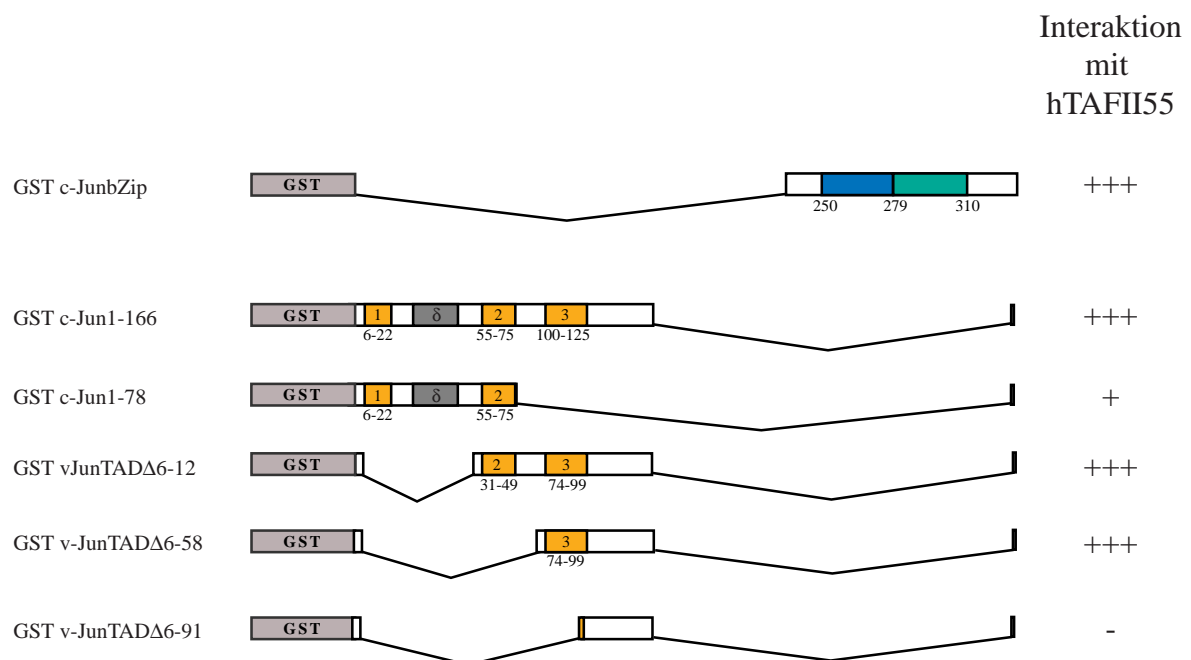 Interaktion
mit
hTAFII55
GST c-JunbZip
GST
250 279 310
+++
GST c-Jun1-166
GST 1 δ 2 3
6-22 55-75 100-125
+++
GST c-Jun1-78
GST 1 δ 2
6-22 55-75
+
GST vJunTADΔ6-12
GST 2 3
31-49 74-99
+++
GST v-JunTADΔ6-58
GST 3
74-99
+++
GST v-JunTADΔ6-91
GST
-